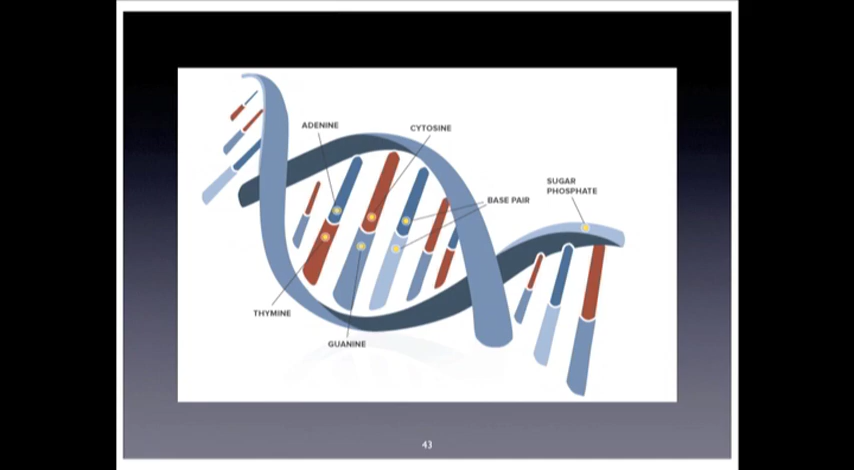 ADENINE
CYTOSINE
SUGAR
PHOSPHATE
BASE PAIR
THYMINE
GUANINE
43